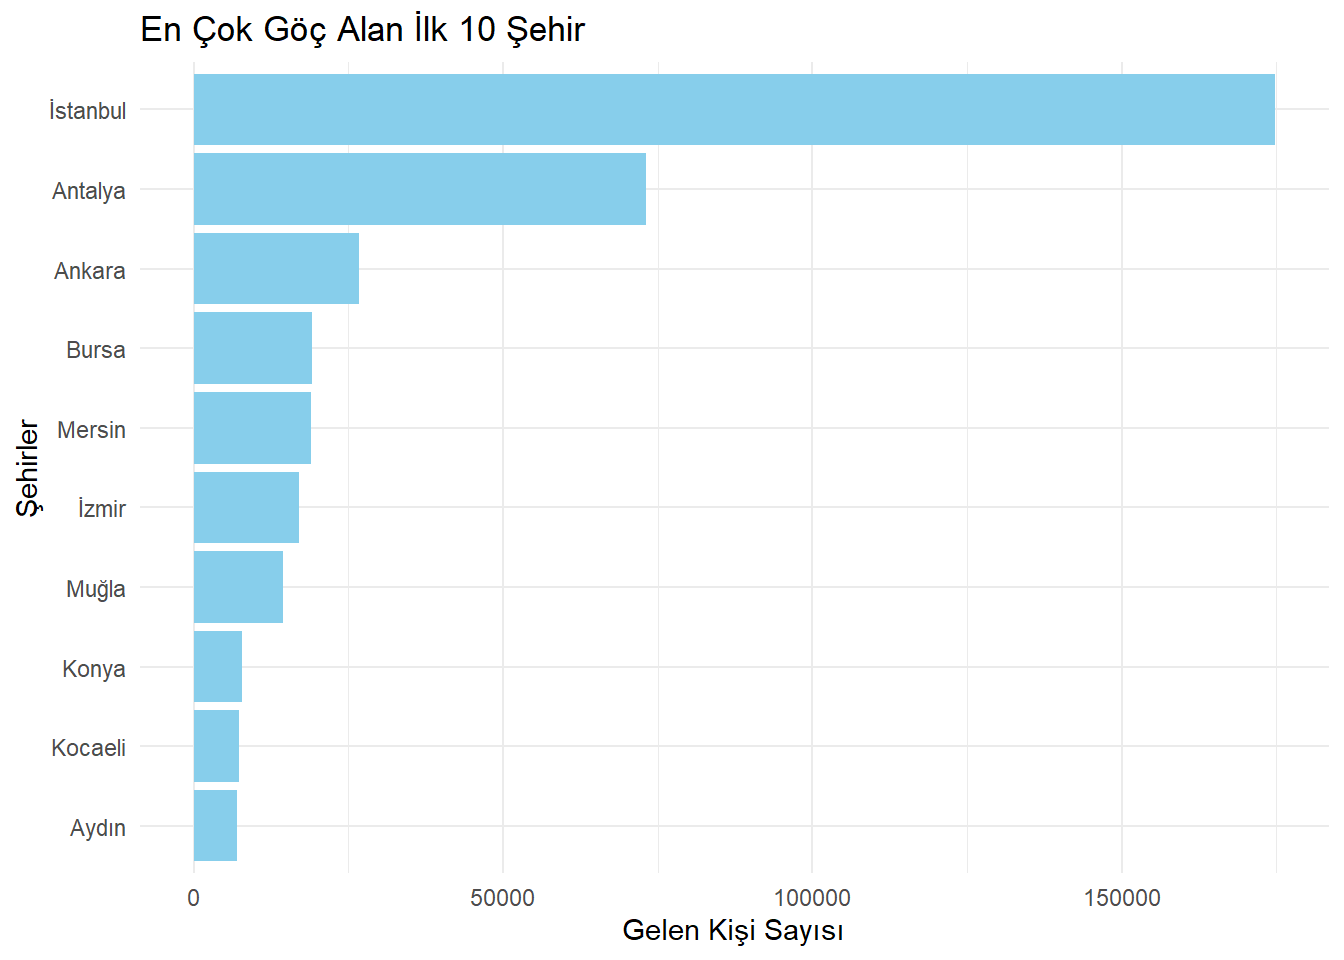 En Çok Göç Alan İlk 10 Şehir
İstanbul
Antalya
Ankara
Bursa
Mersin
İzmir
Muğla
Konya
Kocaeli
Aydın
Şehirler
0 50000 100000 150000
Gelen Kişi Sayısı